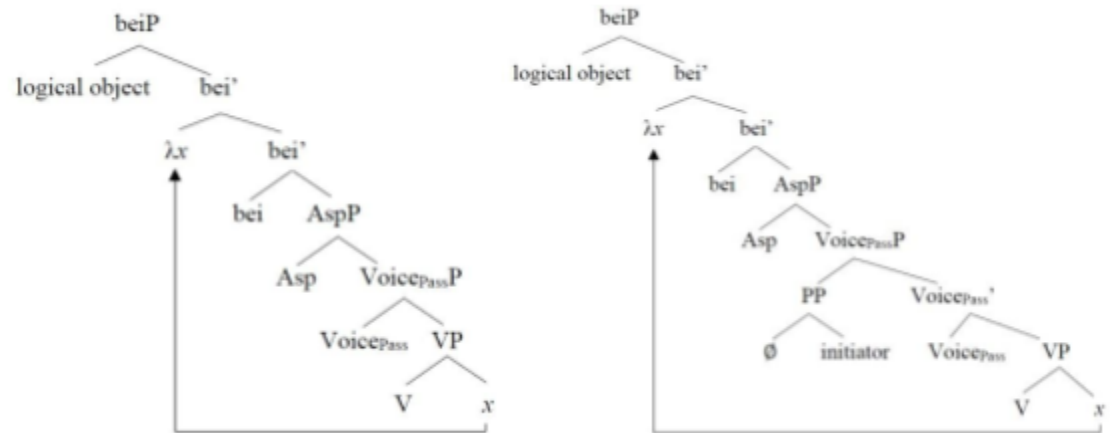 beiP
logical object bei’
λx bei’
bei AspP
Asp VoicePassP
VoicePass VP
V x
beiP
logical object bei’
λx bei’
bei AspP
Asp VoicePassP
PP VoicePass’
Ø initiator VoicePass VP
V x